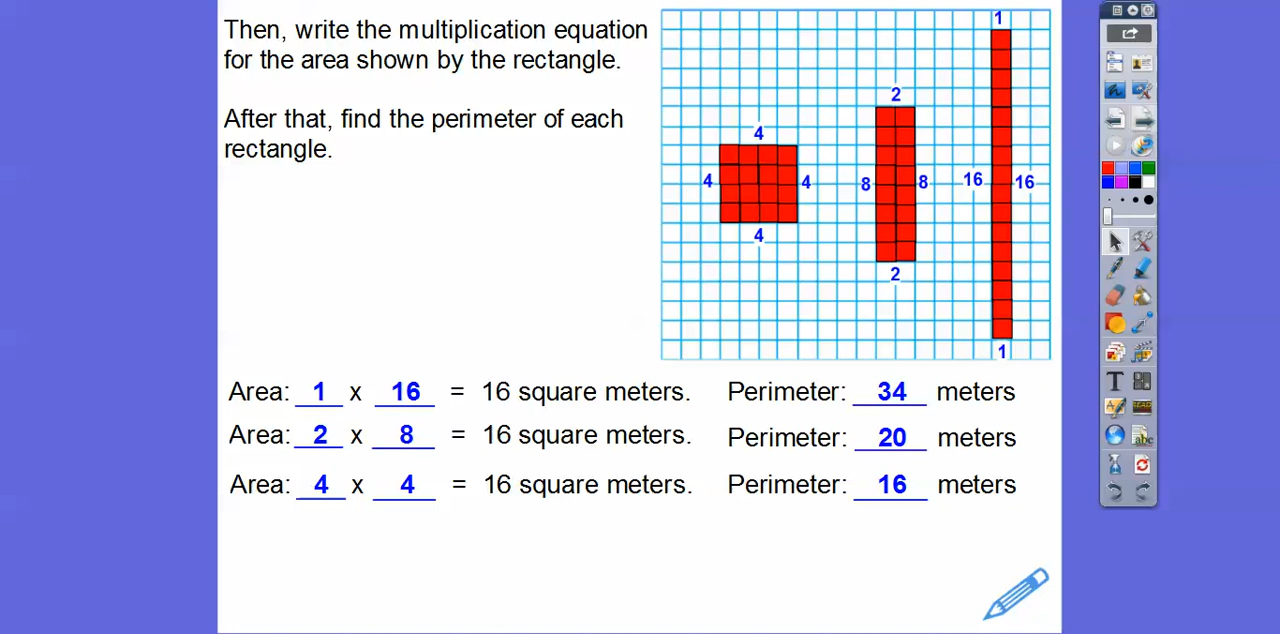 Then, write the multiplication equation
for the area shown by the rectangle.
After that, find the perimeter of each
rectangle.
1
2
4
4 4
8 8
16 16
4
2
1
Area: 1 x 16 = 16 square meters. Perimeter: 34 meters
Area: 2 x 8 = 16 square meters. Perimeter: 20 meters
Area: 4 x 4 = 16 square meters. Perimeter: 16 meters
T
abc